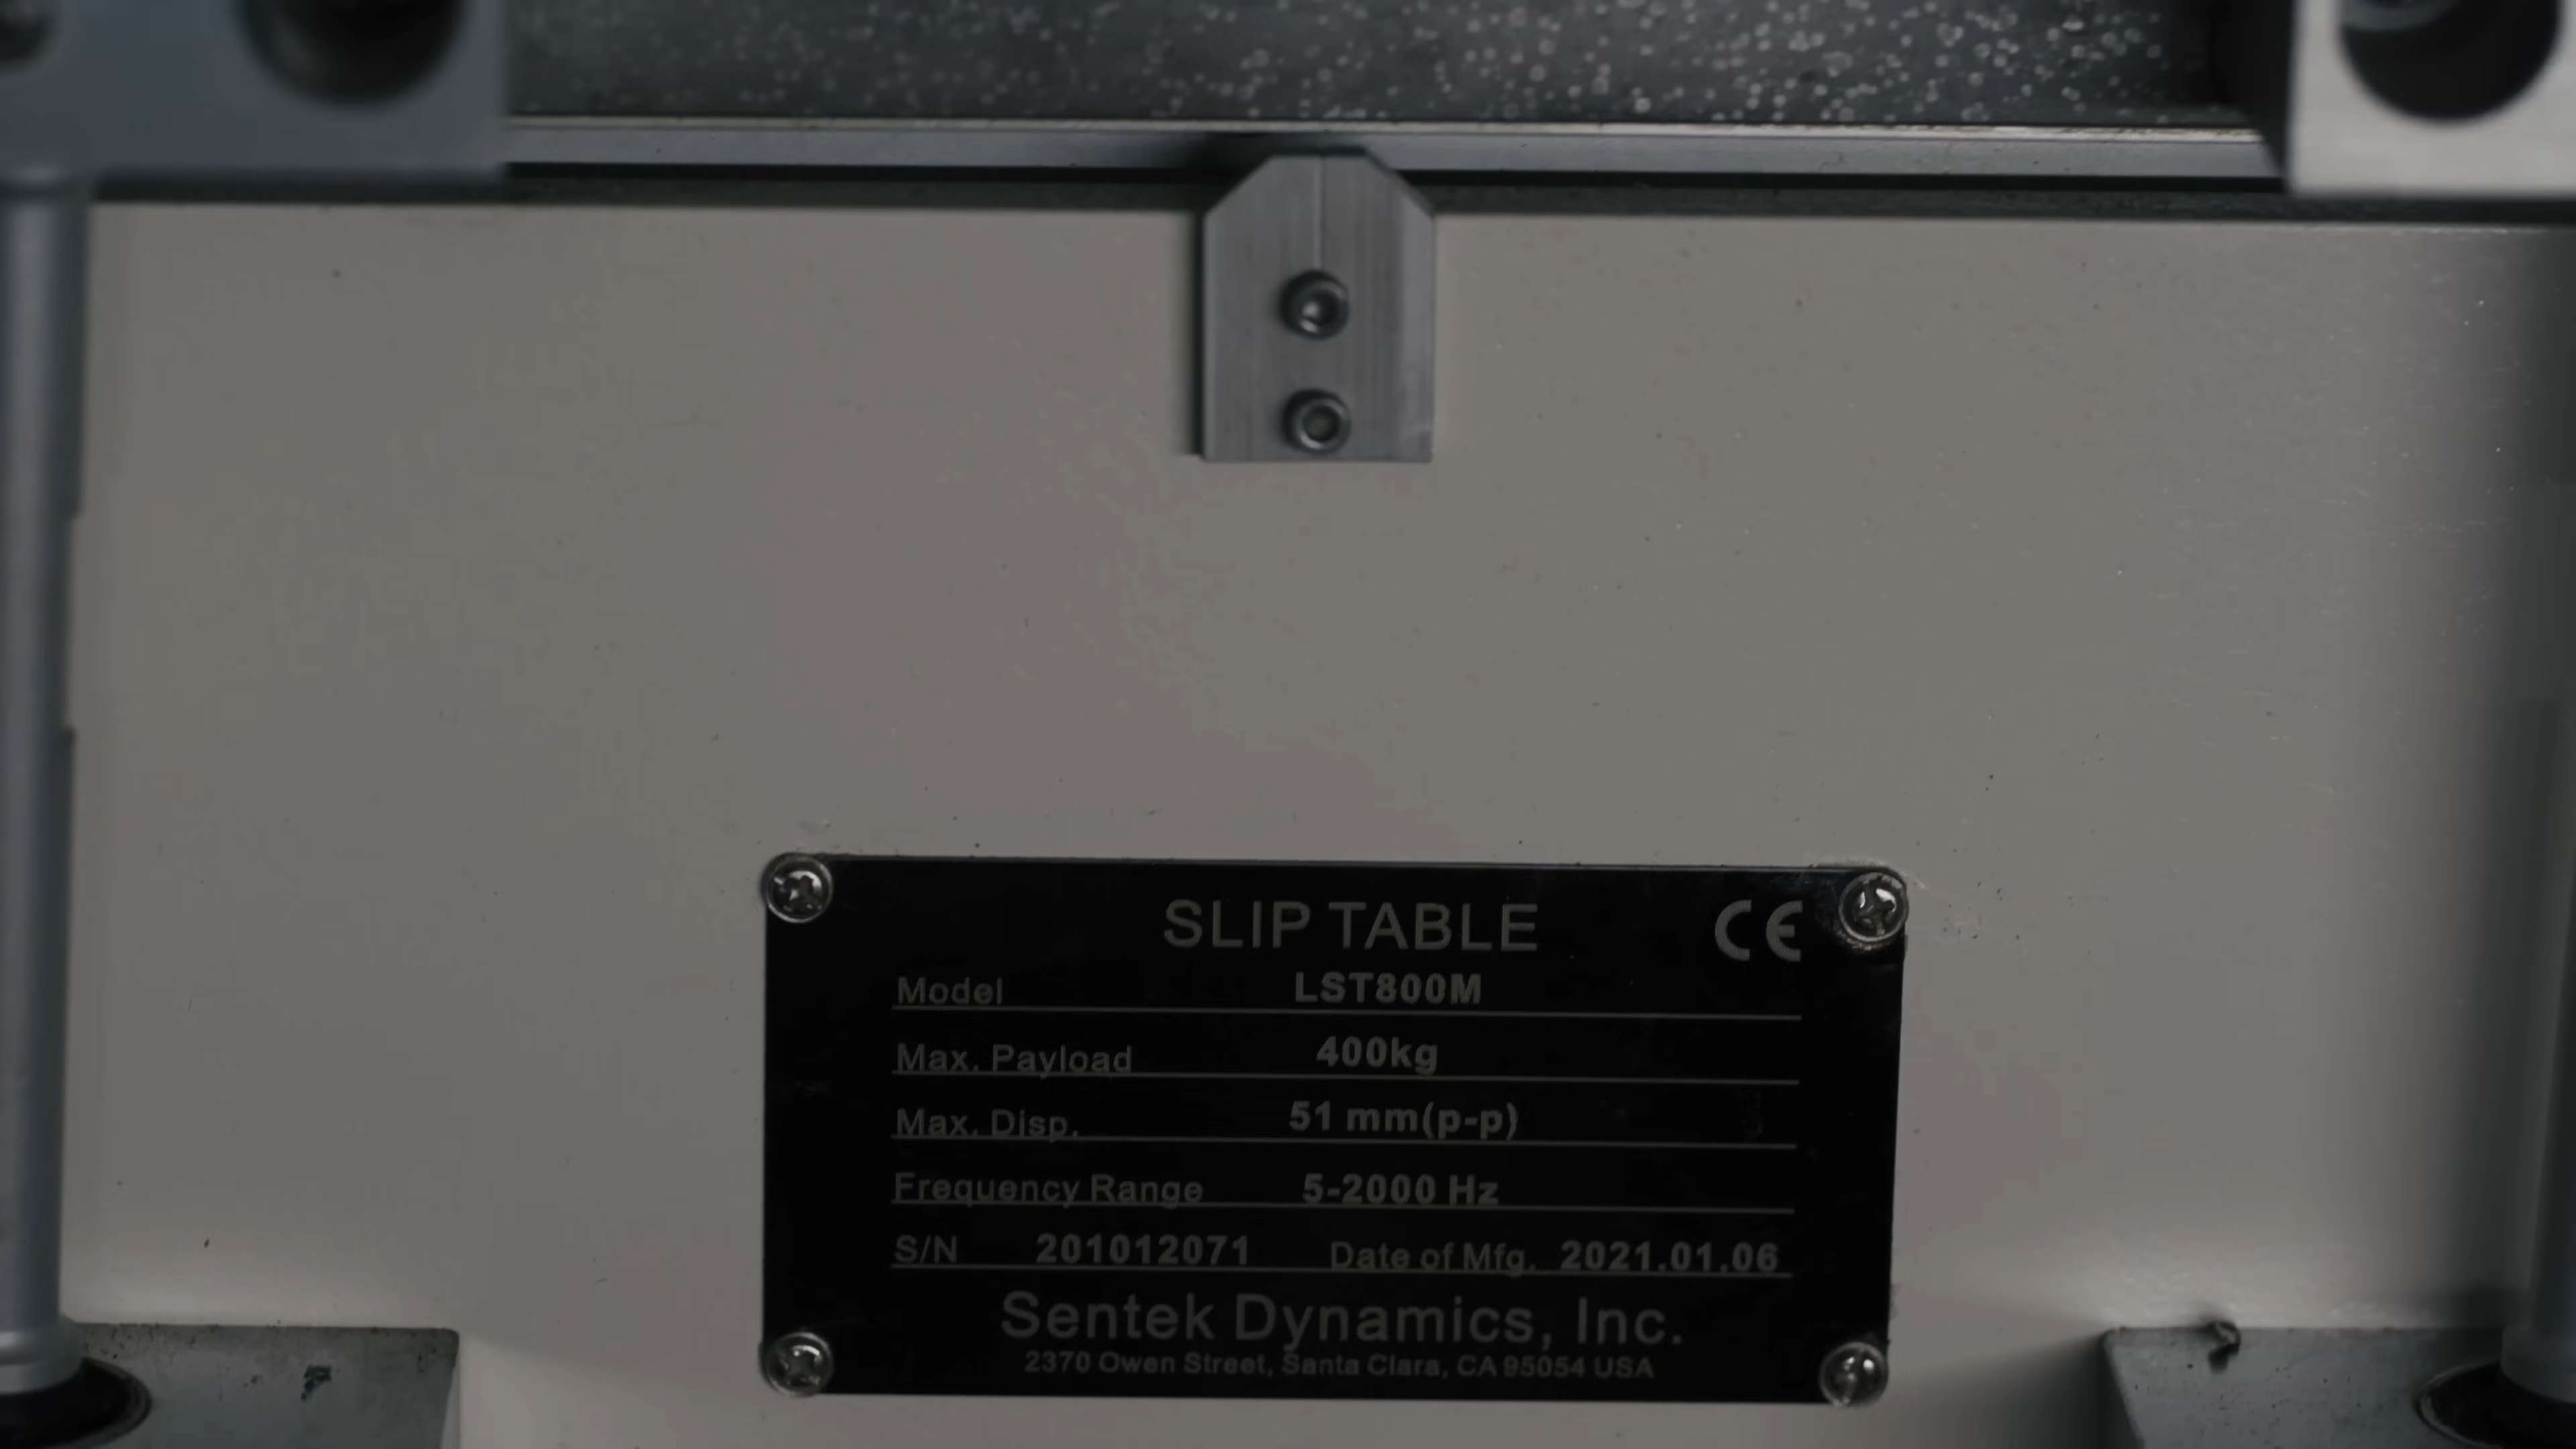 SLIP TABLE CE
Model LST800M
Max. Payload 400kg
Max. Disp. 51 mm(p-p)
Frequency Range 5-2000 Hz
S/N 201012071 Date of Mfg. 2021.01.06
Sentek Dynamics, Inc.
2370 Owen Street, Santa Clara, CA 95054 USA